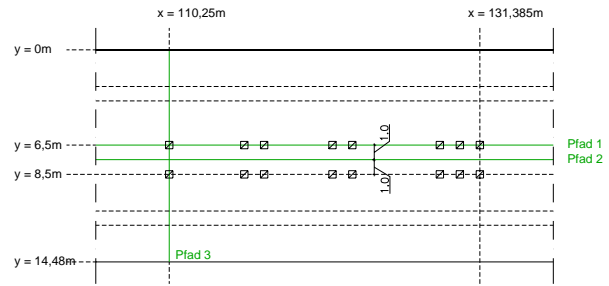 x = 110,25m
x = 131,385m
y = 0m
1.0
y = 6,5m
Pfad 1
Pfad 2
y = 8,5m
1.0
Pfad 3
y = 14,48m